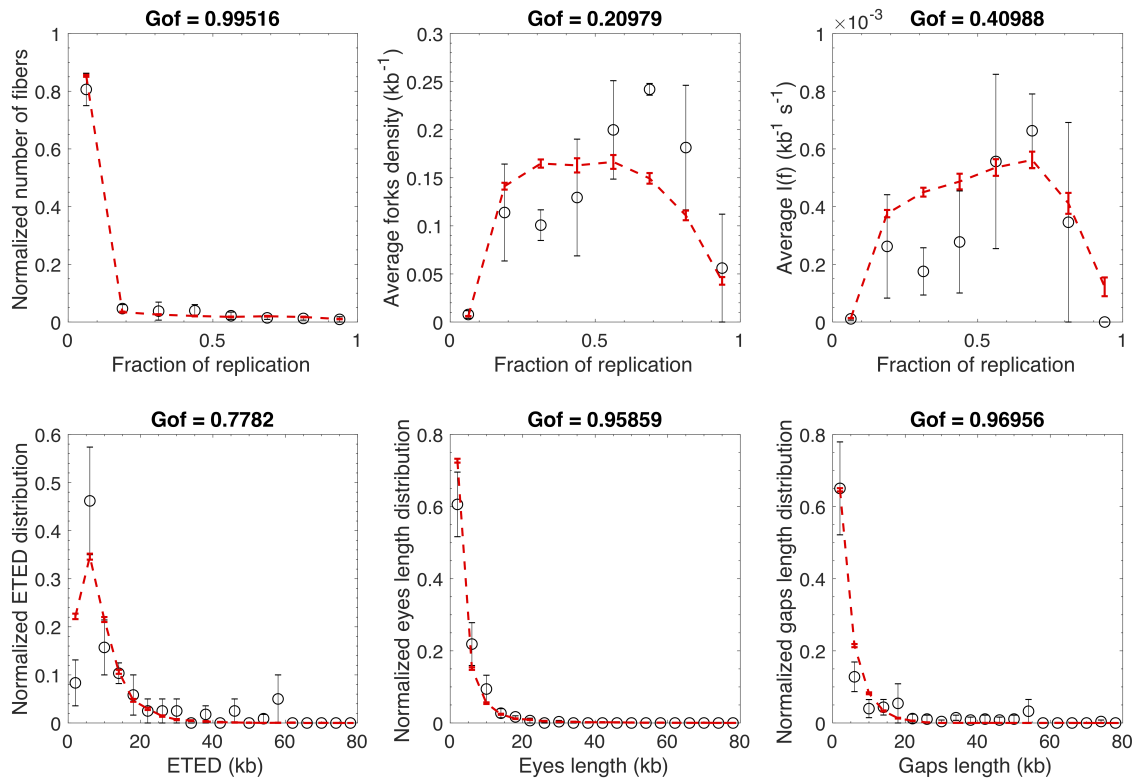 Gof = 0.99516
Normalized number of fibers
1
0.8
0.6
0.4
0.2
0
0 0.5 1
Fraction of replication
Gof = 0.20979
Average forks density (kb⁻¹)
0.3
0.25
0.2
0.15
0.1
0.05
0
0 0.5 1
Fraction of replication
Gof = 0.40988
×10⁻³
Average I(f) (kb⁻¹ s⁻¹)
1
0.8
0.6
0.4
0.2
0
0 0.5 1
Fraction of replication
Gof = 0.7782
Normalized ETED distribution
0.6
0.5
0.4
0.3
0.2
0.1
0
0 20 40 60 80
ETED (kb)
Gof = 0.95859
Normalized eyes length distribution
0.8
0.6
0.4
0.2
0
0 20 40 60 80
Eyes length (kb)
Gof = 0.96956
Normalized gaps length distribution
0.8
0.6
0.4
0.2
0
0 20 40 60 80
Gaps length (kb)